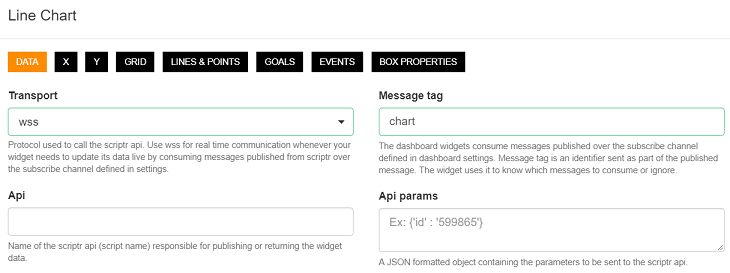 Line Chart
DATA X Y GRID LINES & POINTS GOALS EVENTS BOX PROPERTIES
Transport
wss
Protocol used to call the scriptr api. Use wss for real time communication whenever your
widget needs to update its data live by consuming messages published from scriptr over
the subscribe channel defined in settings.
Message tag
chart
The dashboard widgets consume messages published over the subscribe channel
defined in dashboard settings. Message tag is an identifier sent as part of the published
message. The widget uses it to know which messages to consume or ignore.
Api
Name of the scriptr api (script name) responsible for publishing or returning the widget
data.
Api params
Ex: {'id' : '599865'}
A JSON formatted object containing the parameters to be sent to the scriptr api.